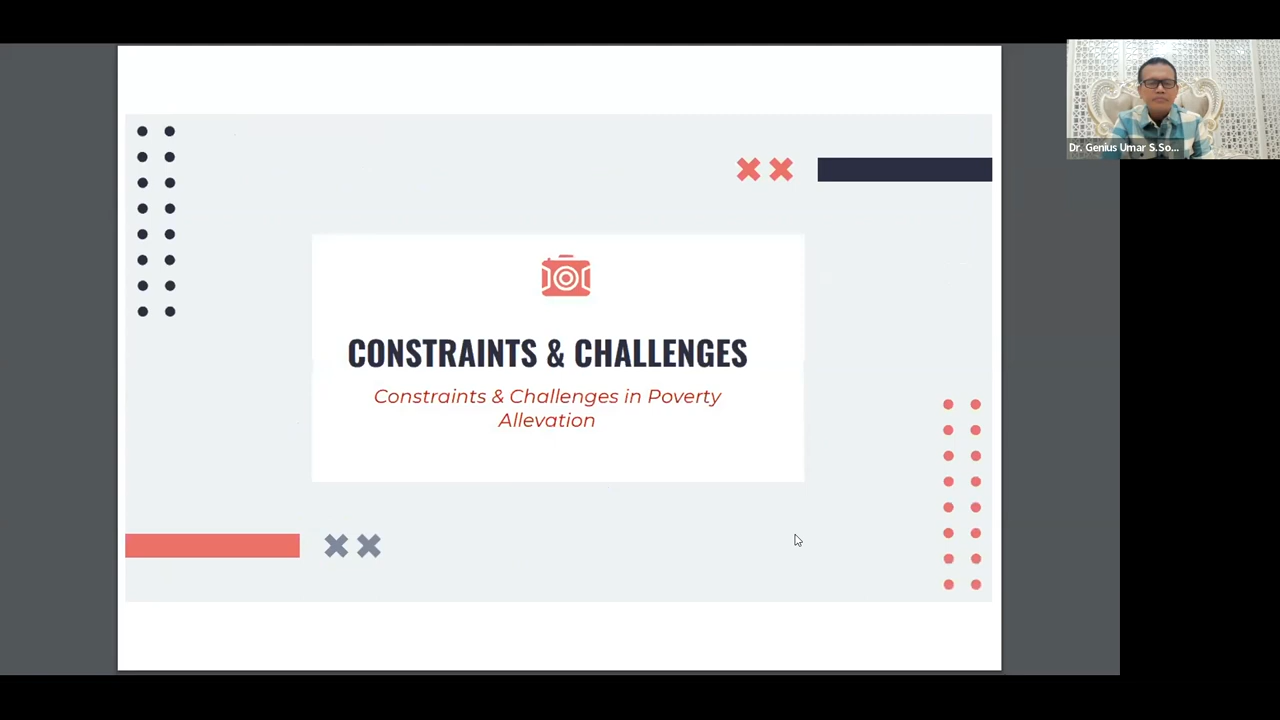 CONSTRAINTS & CHALLENGES
Constraints & Challenges in Poverty
Allevation
Dr. Genius Umar S.So...